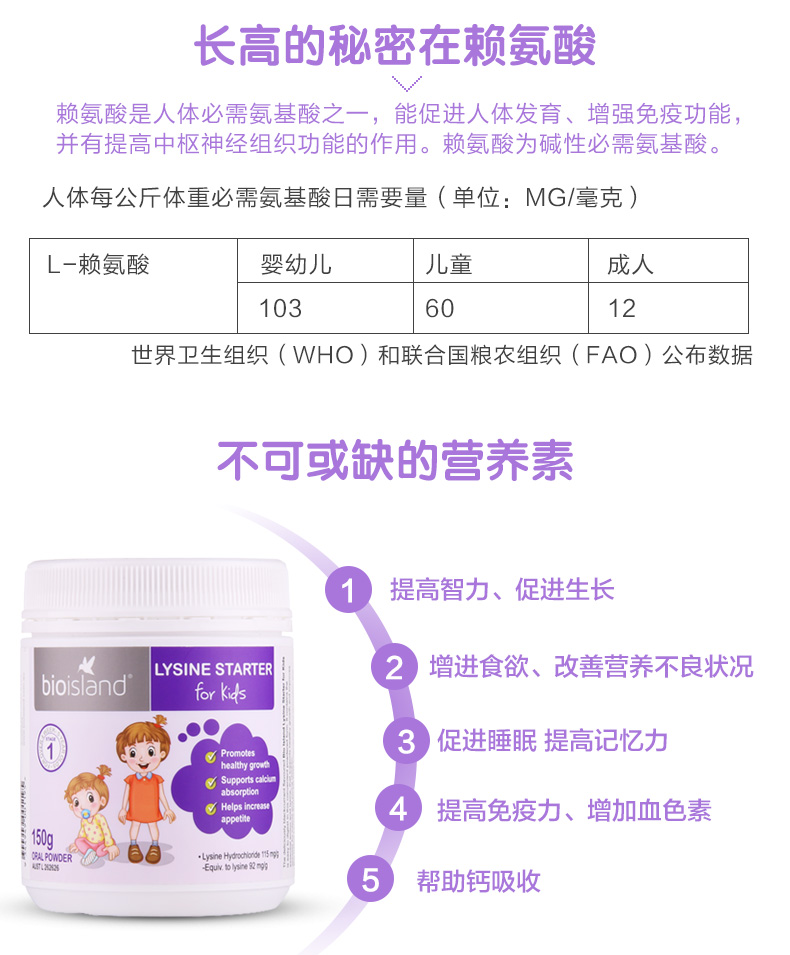 长高的秘密在赖氨酸
赖氨酸是人体必需氨基酸之一，能促进人体发育、增强免疫功能，
并有提高中枢神经组织功能的作用。赖氨酸为碱性必需氨基酸。
人体每公斤体重必需氨基酸日需要量（单位：MG/毫克）
L-赖氨酸 婴幼儿 儿童 成人
103 60 12
世界卫生组织（WHO）和联合国粮农组织（FAO）公布数据
不可或缺的营养素
1 提高智力、促进生长
2 增进食欲、改善营养不良状况
3 促进睡眠 提高记忆力
4 提高免疫力、增加血色素
5 帮助钙吸收
bioisland®
LYSINE STARTER
for kids
STAGE
1
Promotes
healthy growth
Supports calcium
absorption
Helps increase
appetite
150g
ORAL POWDER
AUST L 262626
• Lysine Hydrochloride 115 mg/g
-Equiv. to lysine 92 mg/g